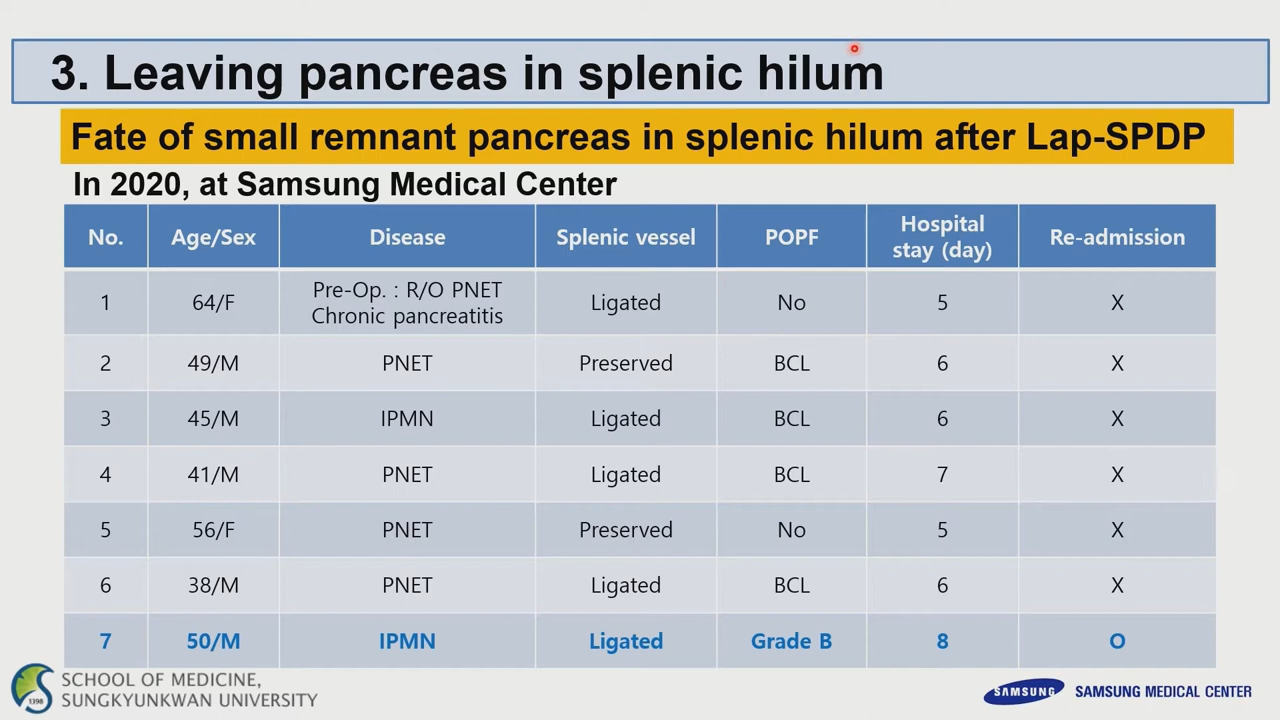 3. Leaving pancreas in splenic hilum
Fate of small remnant pancreas in splenic hilum after Lap-SPDP
In 2020, at Samsung Medical Center
No. Age/Sex Disease Splenic vessel POPF Hospital stay (day) Re-admission
1 64/F Pre-Op. : R/O PNET Chronic pancreatitis Ligated No 5 X
2 49/M PNET Preserved BCL 6 X
3 45/M IPMN Ligated BCL 6 X
4 41/M PNET Ligated BCL 7 X
5 56/F PNET Preserved No 5 X
6 38/M PNET Ligated BCL 6 X
7 50/M IPMN Ligated Grade B 8 O
1398
SCHOOL OF MEDICINE,
SUNGKYUNKWAN UNIVERSITY
SAMSUNG SAMSUNG MEDICAL CENTER